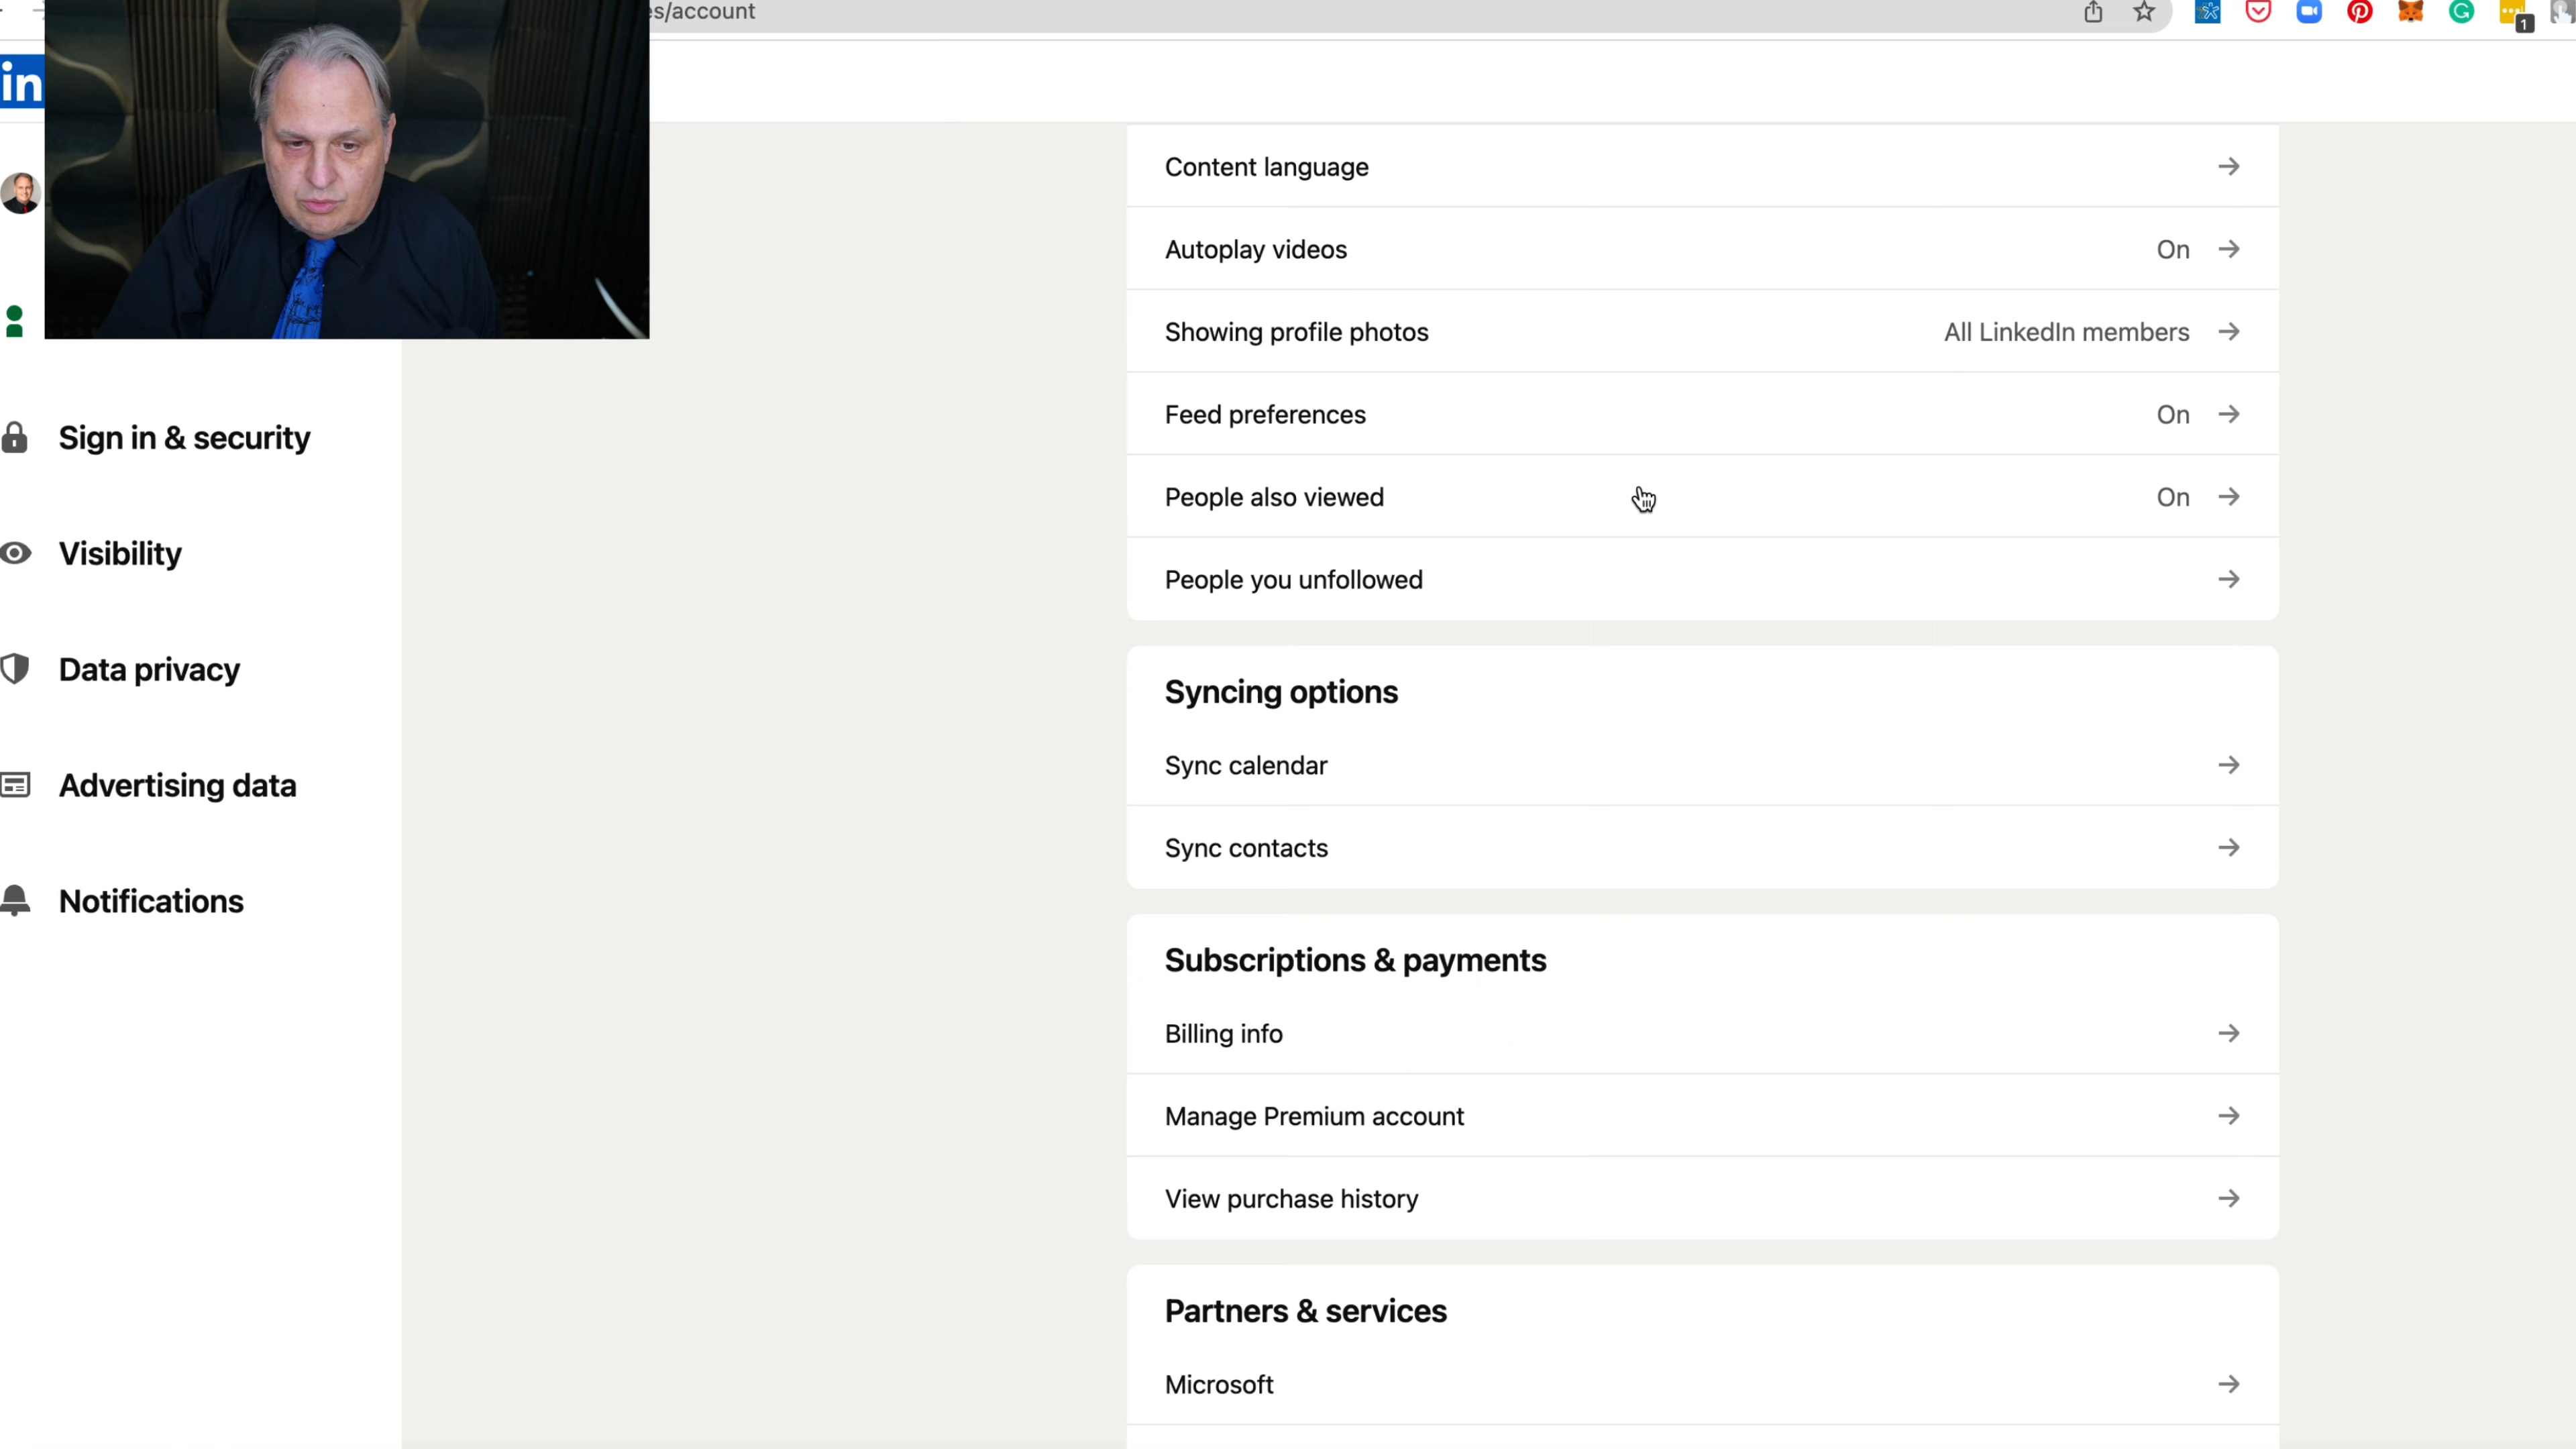 es/account
1
in
Content language
Autoplay videos On
Showing profile photos All LinkedIn members
Feed preferences On
People also viewed On
People you unfollowed
Sign in & security
Visibility
Data privacy
Advertising data
Notifications
Syncing options
Sync calendar
Sync contacts
Subscriptions & payments
Billing info
Manage Premium account
View purchase history
Partners & services
Microsoft